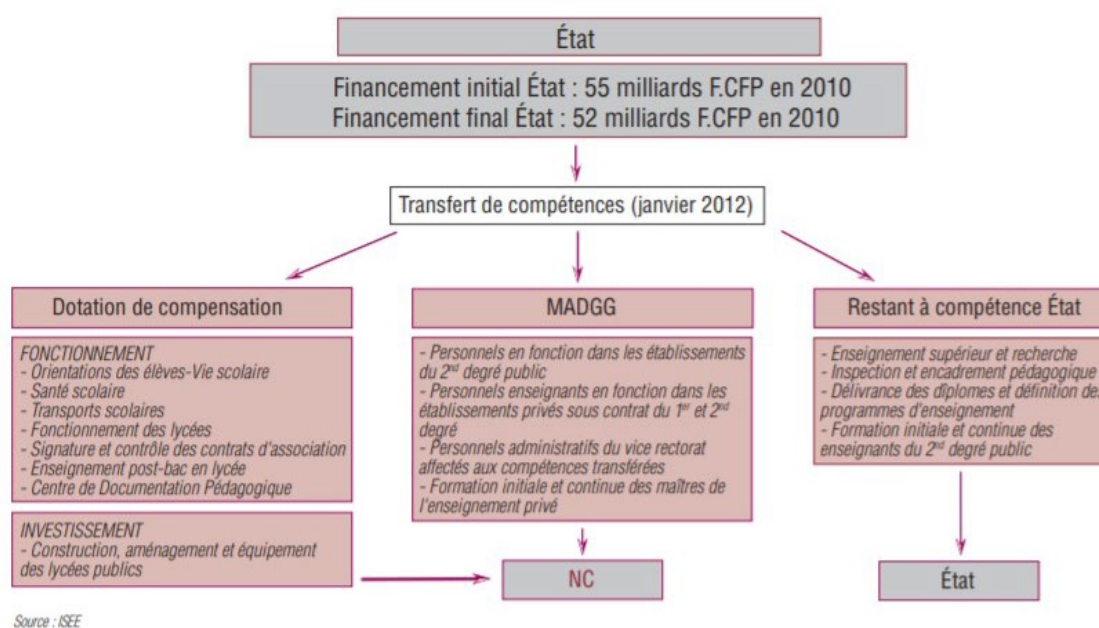 État
Financement initial État : 55 milliards F.CFP en 2010
Financement final État : 52 milliards F.CFP en 2010
Transfert de compétences (janvier 2012)
Dotation de compensation
FONCTIONNEMENT
- Orientations des élèves-Vie scolaire
- Santé scolaire
- Transports scolaires
- Fonctionnement des lycées
- Signature et contrôle des contrats d'association
- Enseignement post-bac en lycée
- Centre de Documentation Pédagogique
INVESTISSEMENT
- Construction, aménagement et équipement
des lycées publics
MADGG
- Personnels en fonction dans les établissements
du 2nd degré public
- Personnels enseignants en fonction dans les
établissements privés sous contrat du 1er et 2nd
degré
- Personnels administratifs du vice rectorat
affectés aux compétences transférées
- Formation initiale et continue des maîtres de
l'enseignement privé
NC
Restant à compétence État
- Enseignement supérieur et recherche
- Inspection et encadrement pédagogique
- Délivrance des diplomes et définition des
programmes d'enseignement
- Formation initiale et continue des
enseignants du 2nd degré public
État
Source : ISEE